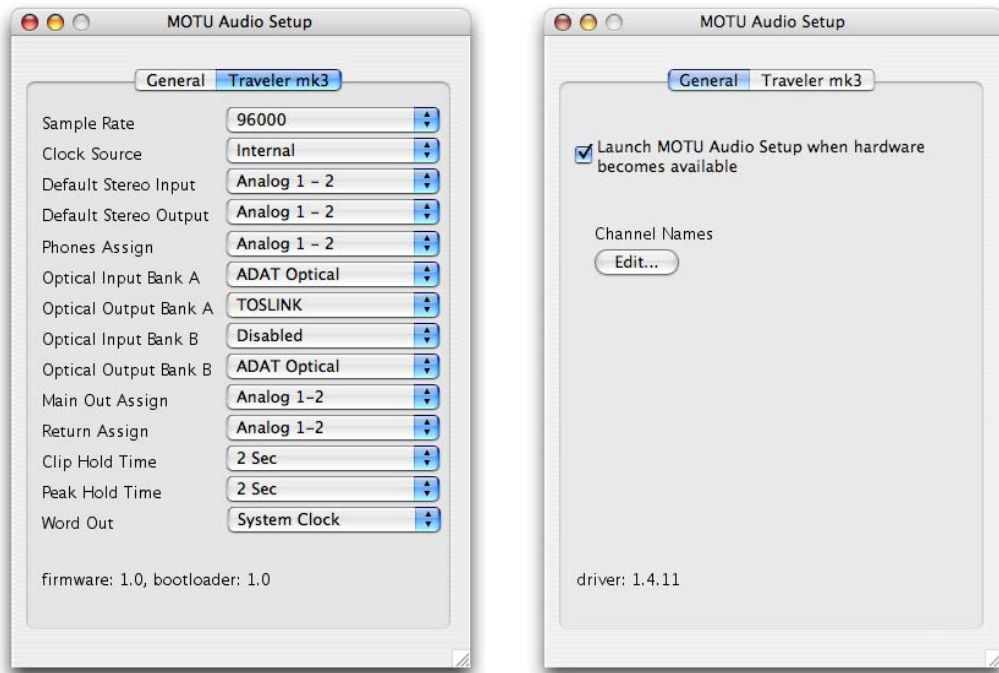 MOTU Audio Setup
General Traveler mk3
Sample Rate 96000
Clock Source Internal
Default Stereo Input Analog 1 – 2
Default Stereo Output Analog 1 – 2
Phones Assign Analog 1 – 2
Optical Input Bank A ADAT Optical
Optical Output Bank A TOSLINK
Optical Input Bank B Disabled
Optical Output Bank B ADAT Optical
Main Out Assign Analog 1–2
Return Assign Analog 1–2
Clip Hold Time 2 Sec
Peak Hold Time 2 Sec
Word Out System Clock
firmware: 1.0, bootloader: 1.0
MOTU Audio Setup
General Traveler mk3
Launch MOTU Audio Setup when hardware
becomes available
Channel Names
Edit...
driver: 1.4.11